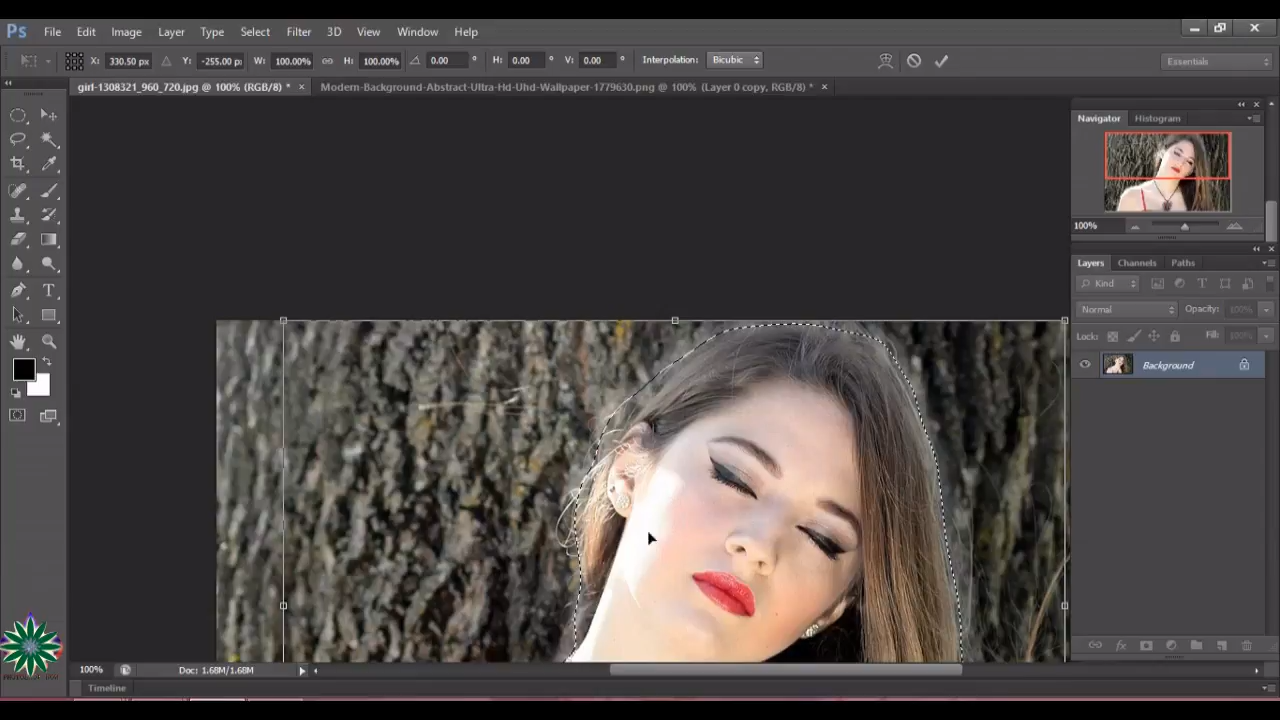 Ps File Edit Image Layer Type Select Filter 3D View Window Help
X: 330.50 px Y: -255.00 px W: 100.00% H: 100.00% 0.00 ° H: 0.00 ° V: 0.00 ° Interpolation: Bicubic Essentials
girl-1308321_960_720.jpg @ 100% (RGB/8) * × Modern-Background-Abstract-Ultra-Hd-Uhd-Wallpaper-1779630.png @ 100% (Layer 0 copy, RGB/8) * ×
Navigator Histogram
100%
Layers Channels Paths
Kind
Normal Opacity: 100%
Lock: Fill: 100%
Background
100% Doc: 1.68M/1.68M
Timeline